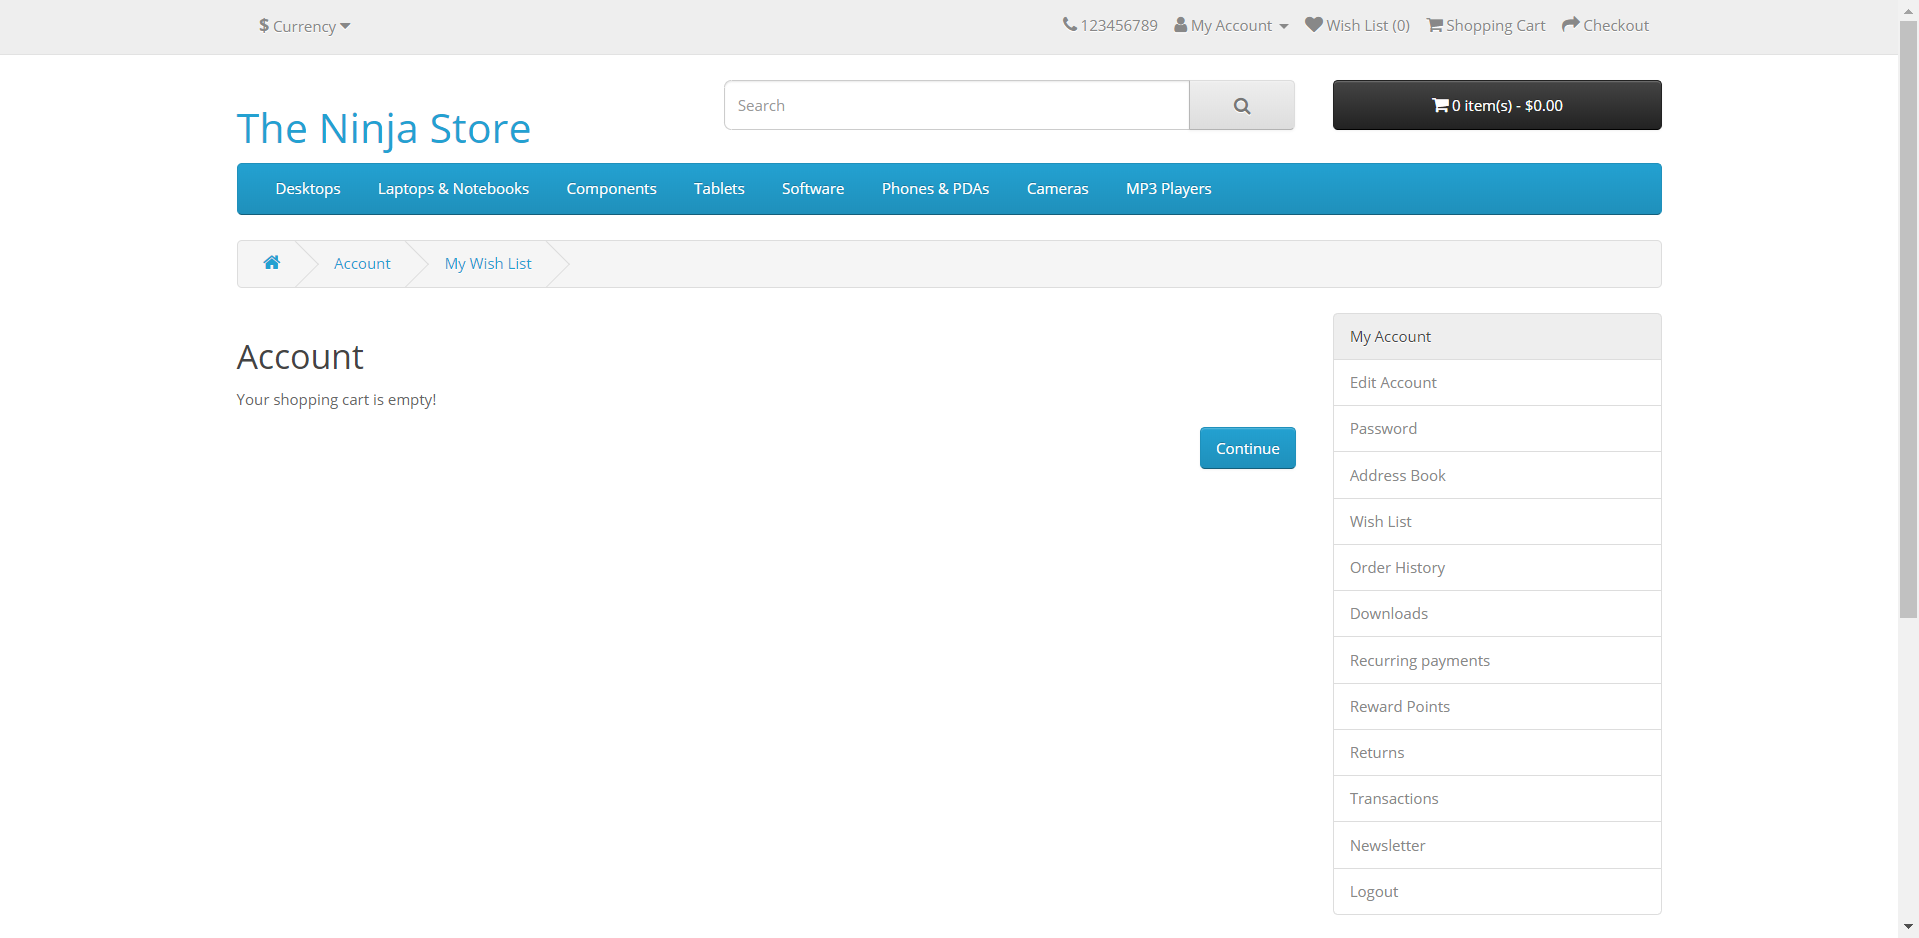 $ Currency
123456789 My Account Wish List (0) Shopping Cart Checkout
The Ninja Store
Search
0 item(s) - $0.00
Desktops Laptops & Notebooks Components Tablets Software Phones & PDAs Cameras MP3 Players
Account My Wish List
Account
Your shopping cart is empty!
Continue
My Account
Edit Account
Password
Address Book
Wish List
Order History
Downloads
Recurring payments
Reward Points
Returns
Transactions
Newsletter
Logout